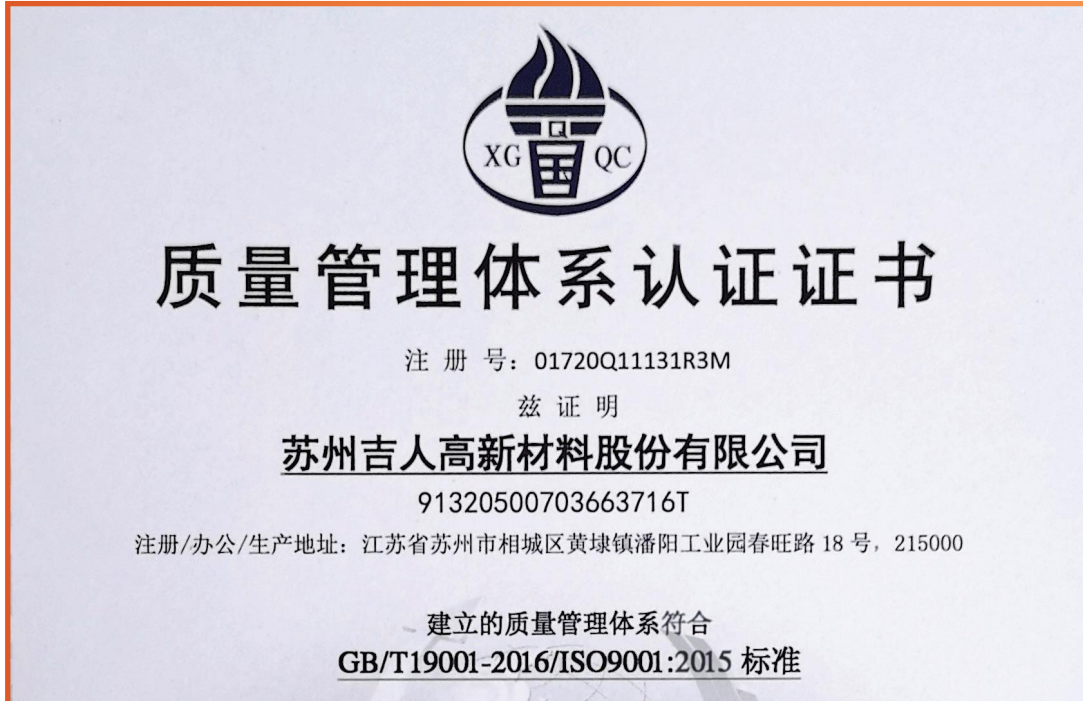 XG Q国 QC
质量管理体系认证证书
注 册 号：01720Q11131R3M
兹 证 明
苏州吉人高新材料股份有限公司
91320500703663716T
注册/办公/生产地址：江苏省苏州市相城区黄埭镇潘阳工业园春旺路 18 号，215000
建立的质量管理体系符合
GB/T19001-2016/ISO9001:2015 标准